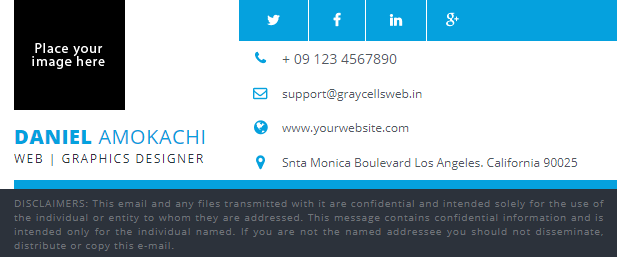 Place your
image here
DANIEL AMOKACHI
WEB | GRAPHICS DESIGNER
+ 09 123 4567890
support@graycellsweb.in
www.yourwebsite.com
Snta Monica Boulevard Los Angeles. California 90025
DISCLAIMERS: This email and any files transmitted with it are confidential and intended solely for the use of
the individual or entity to whom they are addressed. This message contains confidential information and is
intended only for the individual named. If you are not the named addressee you should not disseminate,
distribute or copy this e-mail.